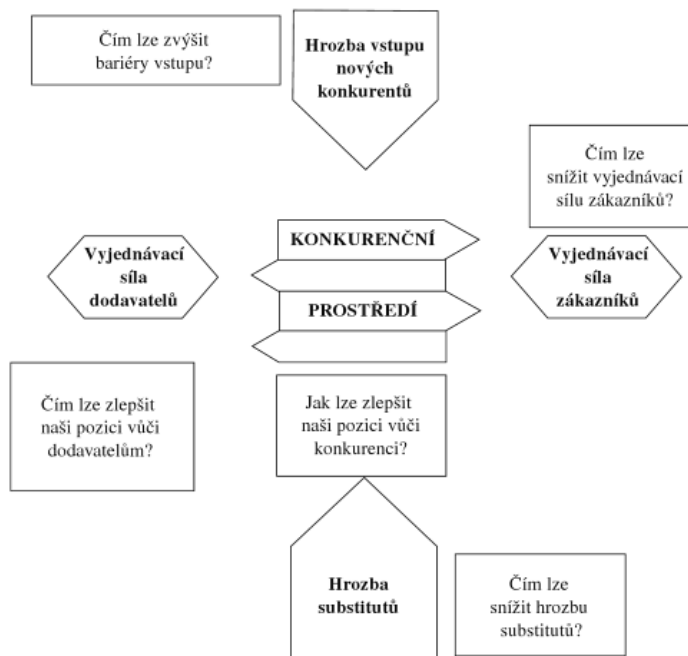 Čím lze zvýšit
bariéry vstupu?
Hrozba vstupu
nových
konkurentů
Čím lze
snížit vyjednávací
sílu zákazníků?
Vyjednávací
síla
dodavatelů
KONKURENČNÍ
PROSTŘEDÍ
Vyjednávací
síla
zákazníků
Čím lze zlepšit
naši pozici vůči
dodavatelům?
Jak lze zlepšit
naši pozici vůči
konkurenci?
Hrozba
substitutů
Čím lze
snížit hrozbu
substitutů?